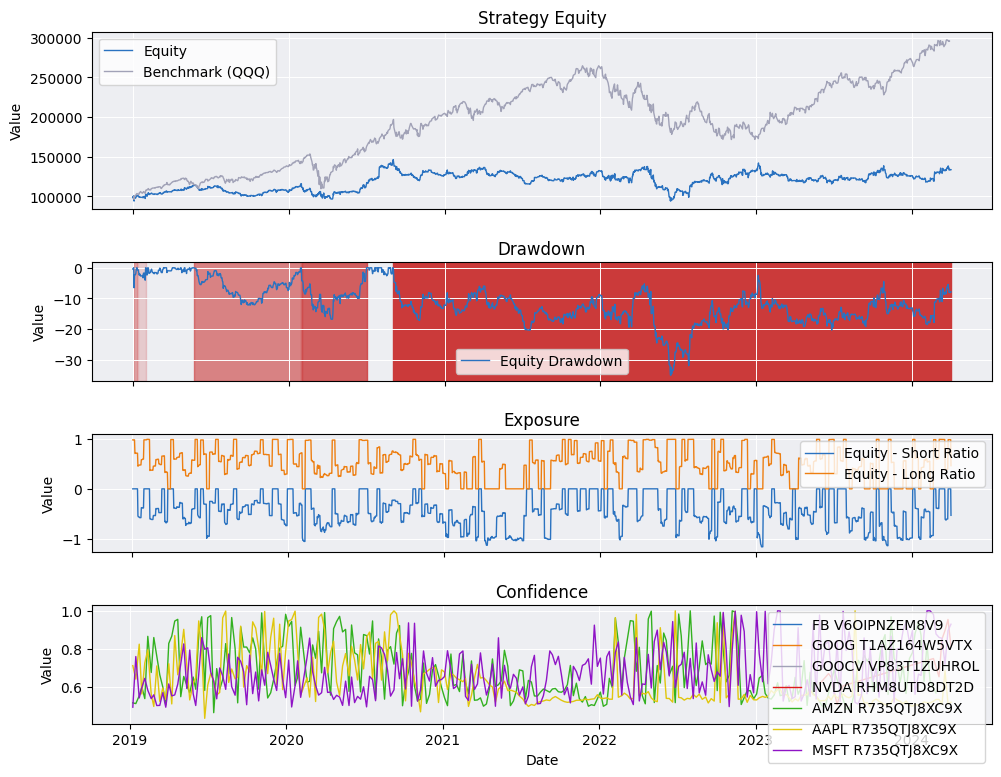 Strategy Equity
300000
250000
200000
150000
100000
Value
Equity
Benchmark (QQQ)
Drawdown
0
−10
−20
−30
Value
Equity Drawdown
Exposure
1
0
−1
Value
Equity - Short Ratio
Equity - Long Ratio
Confidence
1.0
0.8
0.6
Value
FB V6OIPNZEM8V9
GOOG T1AZ164W5VTX
GOOCV VP83T1ZUHROL
NVDA RHM8UTD8DT2D
AMZN R735QTJ8XC9X
AAPL R735QTJ8XC9X
MSFT R735QTJ8XC9X
2019 2020 2021 2022 2023 2024
Date